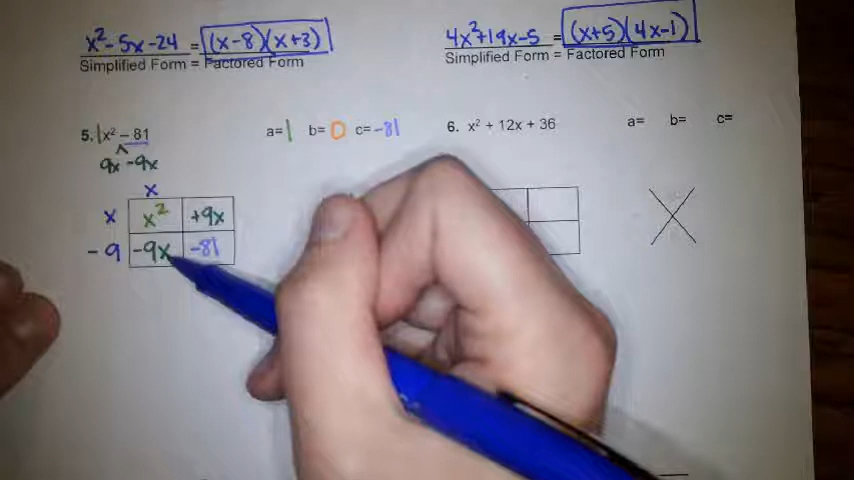 x²-5x-24 = (x-8)(x+3)
Simplified Form = Factored Form
4x²+19x-5 = (x+5)(4x-1)
Simplified Form = Factored Form
5. 1x² – 81
a=1 b=0 c=-81
9x -9x
x
x x² +9x
-9 -9x -81
6. x² + 12x + 36
a= b= c=